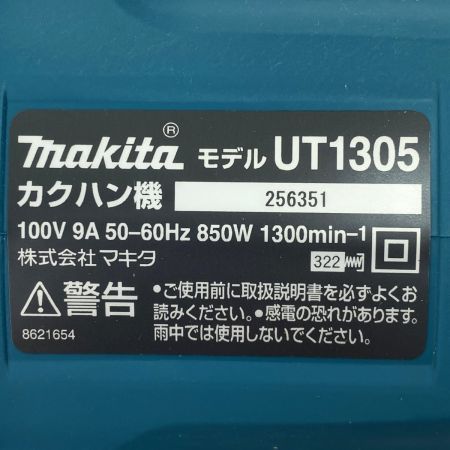 makita® モデル UT1305
カクハン機 256351
100V 9A 50-60Hz 850W 1300min-1
株式会社マキタ 322
警告 •ご使用前に取扱説明書を必ずよくお
読みください。•感電の恐れがあります。
雨中では使用しないでください。
8621654